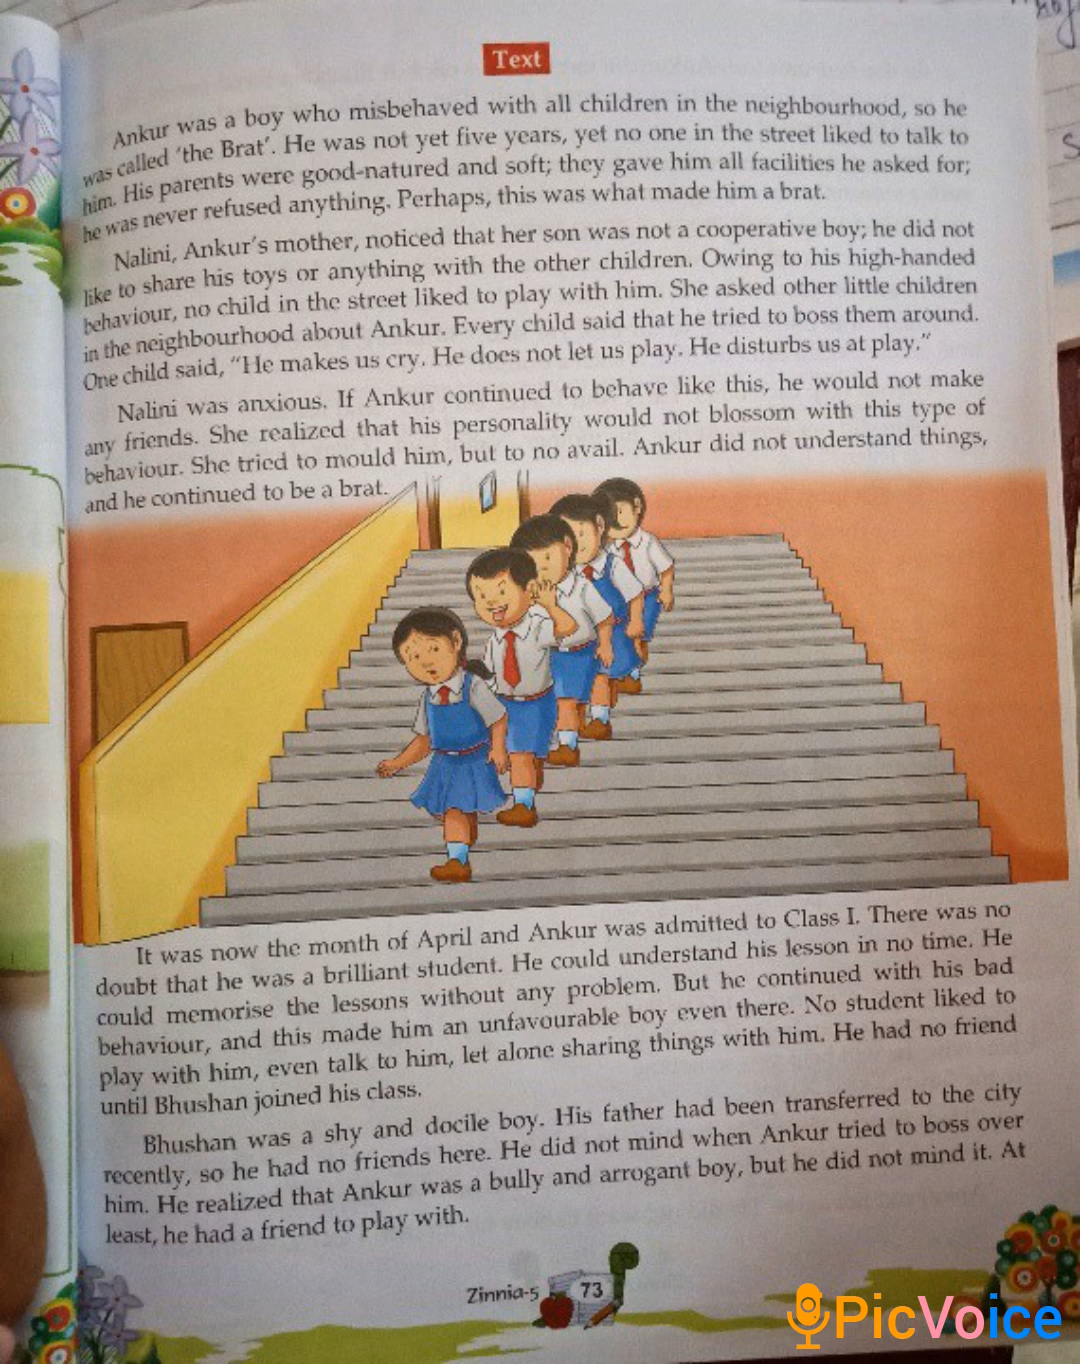 Text
Ankur was a boy who misbehaved with all children in the neighbourhood, so he
was called 'the Brat'. He was not yet five years, yet no one in the street liked to talk to
him. His parents were good-natured and soft; they gave him all facilities he asked for;
he was never refused anything. Perhaps, this was what made him a brat.
Nalini, Ankur's mother, noticed that her son was not a cooperative boy; he did not
like to share his toys or anything with the other children. Owing to his high-handed
behaviour, no child in the street liked to play with him. She asked other little children
in the neighbourhood about Ankur. Every child said that he tried to boss them around.
One child said, "He makes us cry. He does not let us play. He disturbs us at play."
Nalini was anxious. If Ankur continued to behave like this, he would not make
any friends. She realized that his personality would not blossom with this type of
behaviour. She tried to mould him, but to no avail. Ankur did not understand things,
and he continued to be a brat.
It was now the month of April and Ankur was admitted to Class I. There was no
doubt that he was a brilliant student. He could understand his lesson in no time. He
could memorise the lessons without any problem. But he continued with his bad
behaviour, and this made him an unfavourable boy even there. No student liked to
play with him, even talk to him, let alone sharing things with him. He had no friend
until Bhushan joined his class.
Bhushan was a shy and docile boy. His father had been transferred to the city
recently, so he had no friends here. He did not mind when Ankur tried to boss over
him. He realized that Ankur was a bully and arrogant boy, but he did not mind it. At
least, he had a friend to play with.
Zinnia-5 73
PicVoice